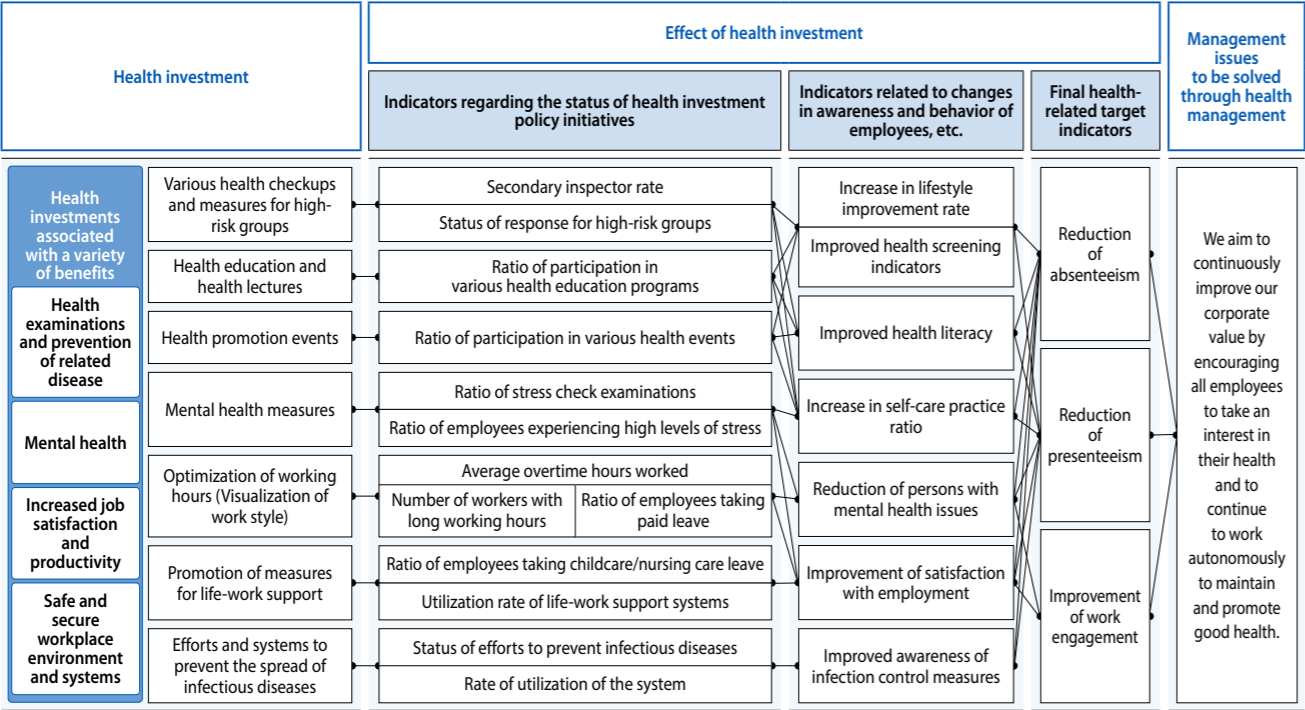 Health investment
Effect of health investment
Management
issues
to be solved
through health
management
Indicators regarding the status of health investment
policy initiatives
Indicators related to changes
in awareness and behavior of
employees, etc.
Final health-
related target
indicators
Health
investments
associated
with a variety
of benefits
Health
examinations
and prevention
of related
disease
Mental health
Increased job
satisfaction
and
productivity
Safe and
secure
workplace
environment
and systems
Various health checkups
and measures for high-
risk groups
Health education and
health lectures
Health promotion events
Mental health measures
Optimization of working
hours (Visualization of
work style)
Promotion of measures
for life-work support
Efforts and systems to
prevent the spread of
infectious diseases
Secondary inspector rate
Status of response for high-risk groups
Ratio of participation in
various health education programs
Ratio of participation in various health events
Ratio of stress check examinations
Ratio of employees experiencing high levels of stress
Average overtime hours worked
Number of workers with
long working hours
Ratio of employees taking
paid leave
Ratio of employees taking childcare/nursing care leave
Utilization rate of life-work support systems
Status of efforts to prevent infectious diseases
Rate of utilization of the system
Increase in lifestyle
improvement rate
Improved health screening
indicators
Improved health literacy
Increase in self-care practice
ratio
Reduction of persons with
mental health issues
Improvement of satisfaction
with employment
Improved awareness of
infection control measures
Reduction
of
absenteeism
Reduction
of
presenteeism
Improvement
of work
engagement
We aim to
continuously
improve our
corporate
value by
encouraging
all employees
to take an
interest in
their health
and to
continue
to work
autonomously
to maintain
and promote
good health.